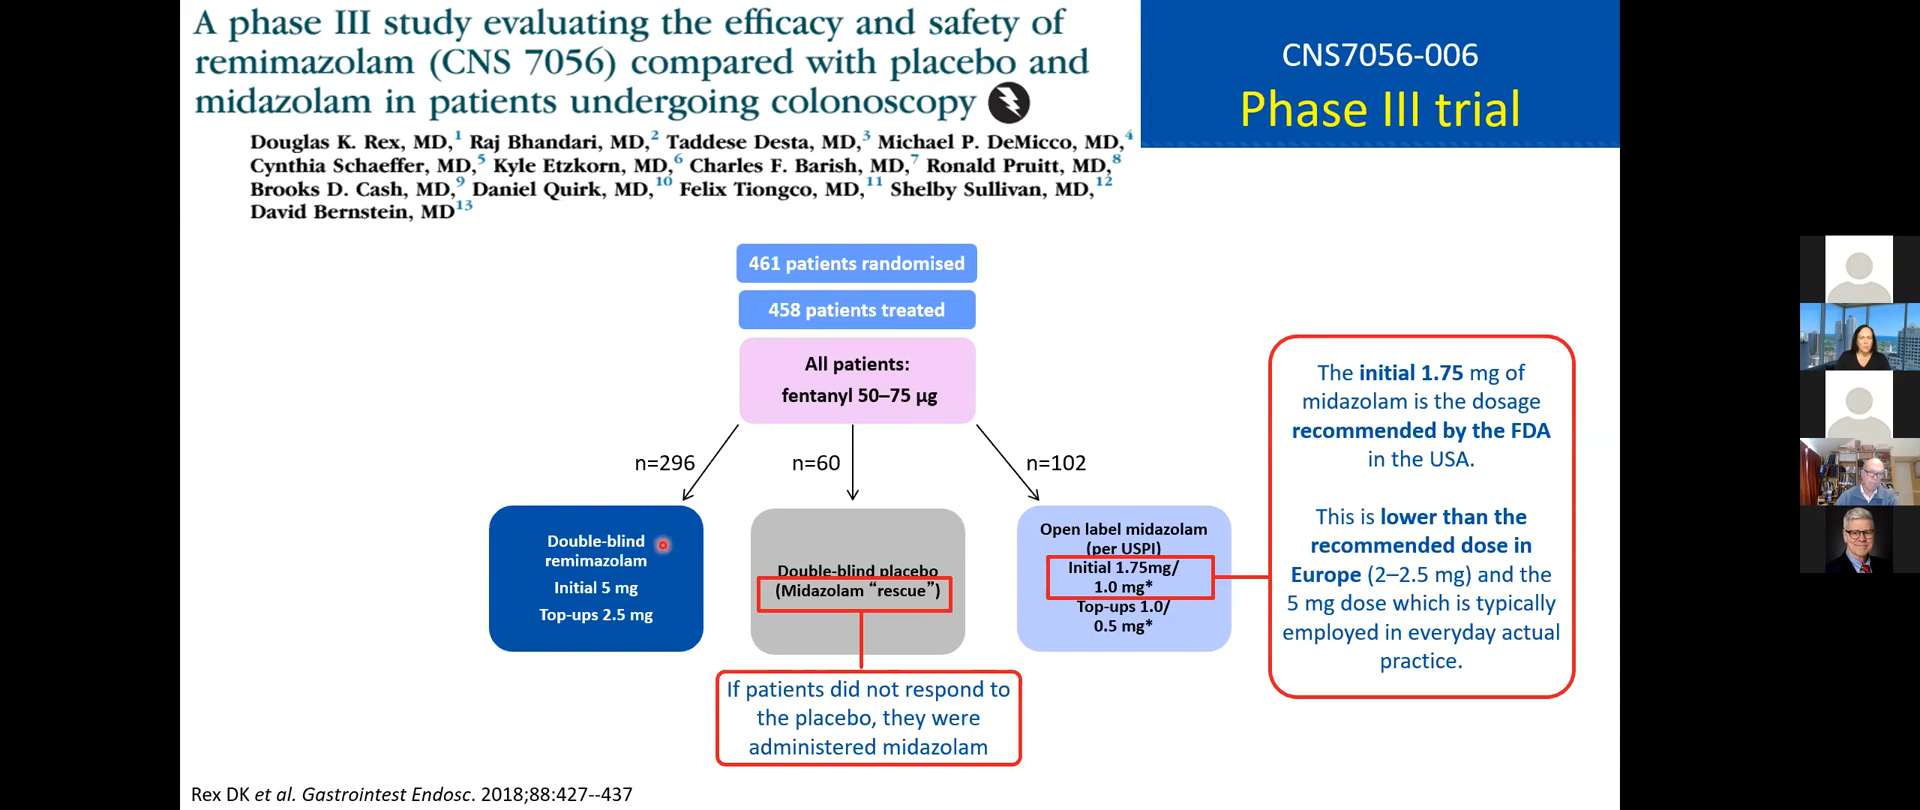 A phase III study evaluating the efficacy and safety of
remimazolam (CNS 7056) compared with placebo and
midazolam in patients undergoing colonoscopy
Douglas K. Rex, MD,1 Raj Bhandari, MD,2 Taddese Desta, MD,3 Michael P. DeMicco, MD,4
Cynthia Schaeffer, MD,5 Kyle Etzkorn, MD,6 Charles F. Barish, MD,7 Ronald Pruitt, MD,8
Brooks D. Cash, MD,9 Daniel Quirk, MD,10 Felix Tiongco, MD,11 Shelby Sullivan, MD,12
David Bernstein, MD13
CNS7056-006
Phase III trial
461 patients randomised
458 patients treated
All patients:
fentanyl 50–75 µg
n=296
n=60
n=102
Double-blind
remimazolam
Initial 5 mg
Top-ups 2.5 mg
Double-blind placebo
(Midazolam “rescue”)
Open label midazolam
(per USPI)
Initial 1.75mg/
1.0 mg*
Top-ups 1.0/
0.5 mg*
If patients did not respond to
the placebo, they were
administered midazolam
The initial 1.75 mg of
midazolam is the dosage
recommended by the FDA
in the USA.
This is lower than the
recommended dose in
Europe (2–2.5 mg) and the
5 mg dose which is typically
employed in everyday actual
practice.
Rex DK et al. Gastrointest Endosc. 2018;88:427--437